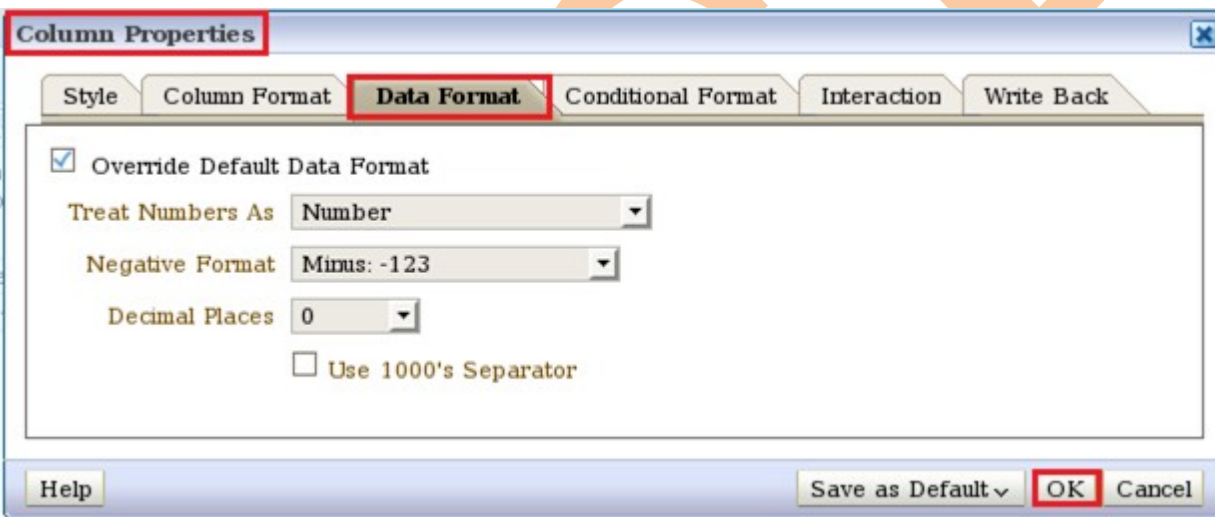 Column Properties
Style Column Format Data Format Conditional Format Interaction Write Back
Override Default Data Format
Treat Numbers As Number
Negative Format Minus: -123
Decimal Places 0
Use 1000's Separator
Help Save as Default OK Cancel